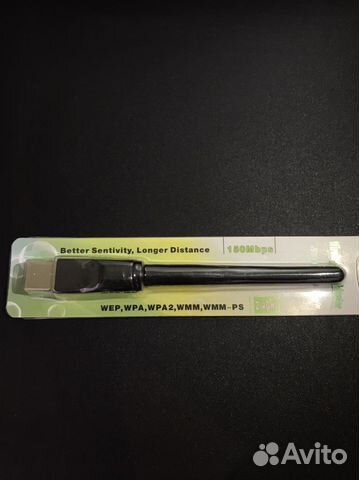 Better Sentivity, Longer Distance
150Mbps
WEP,WPA,WPA2,WMM,WMM-PS
Avito